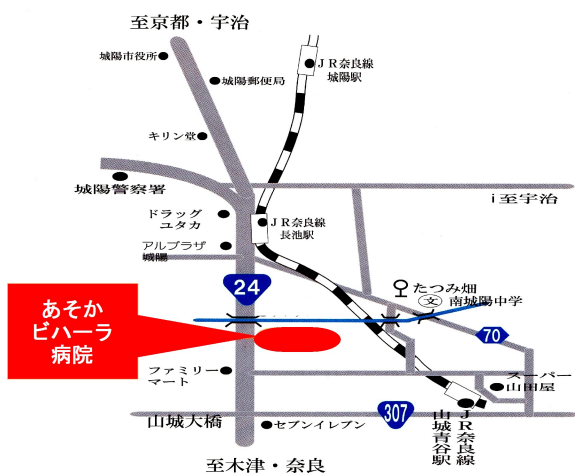 至京都・宇治
城陽市役所
ＪＲ奈良線
城陽駅
城陽郵便局
キリン堂
城陽警察署
i至宇治
ドラッグ
ユタカ
ＪＲ奈良線
長池駅
アルプラザ
城陽
24
たつみ畑
文 南城陽中学
あそか
ビハーラ
病院
70
ファミリー
マート
スーパー
山田屋
307
山城大橋
セブンイレブン
ＪＲ奈良線
山城青谷駅
至木津・奈良